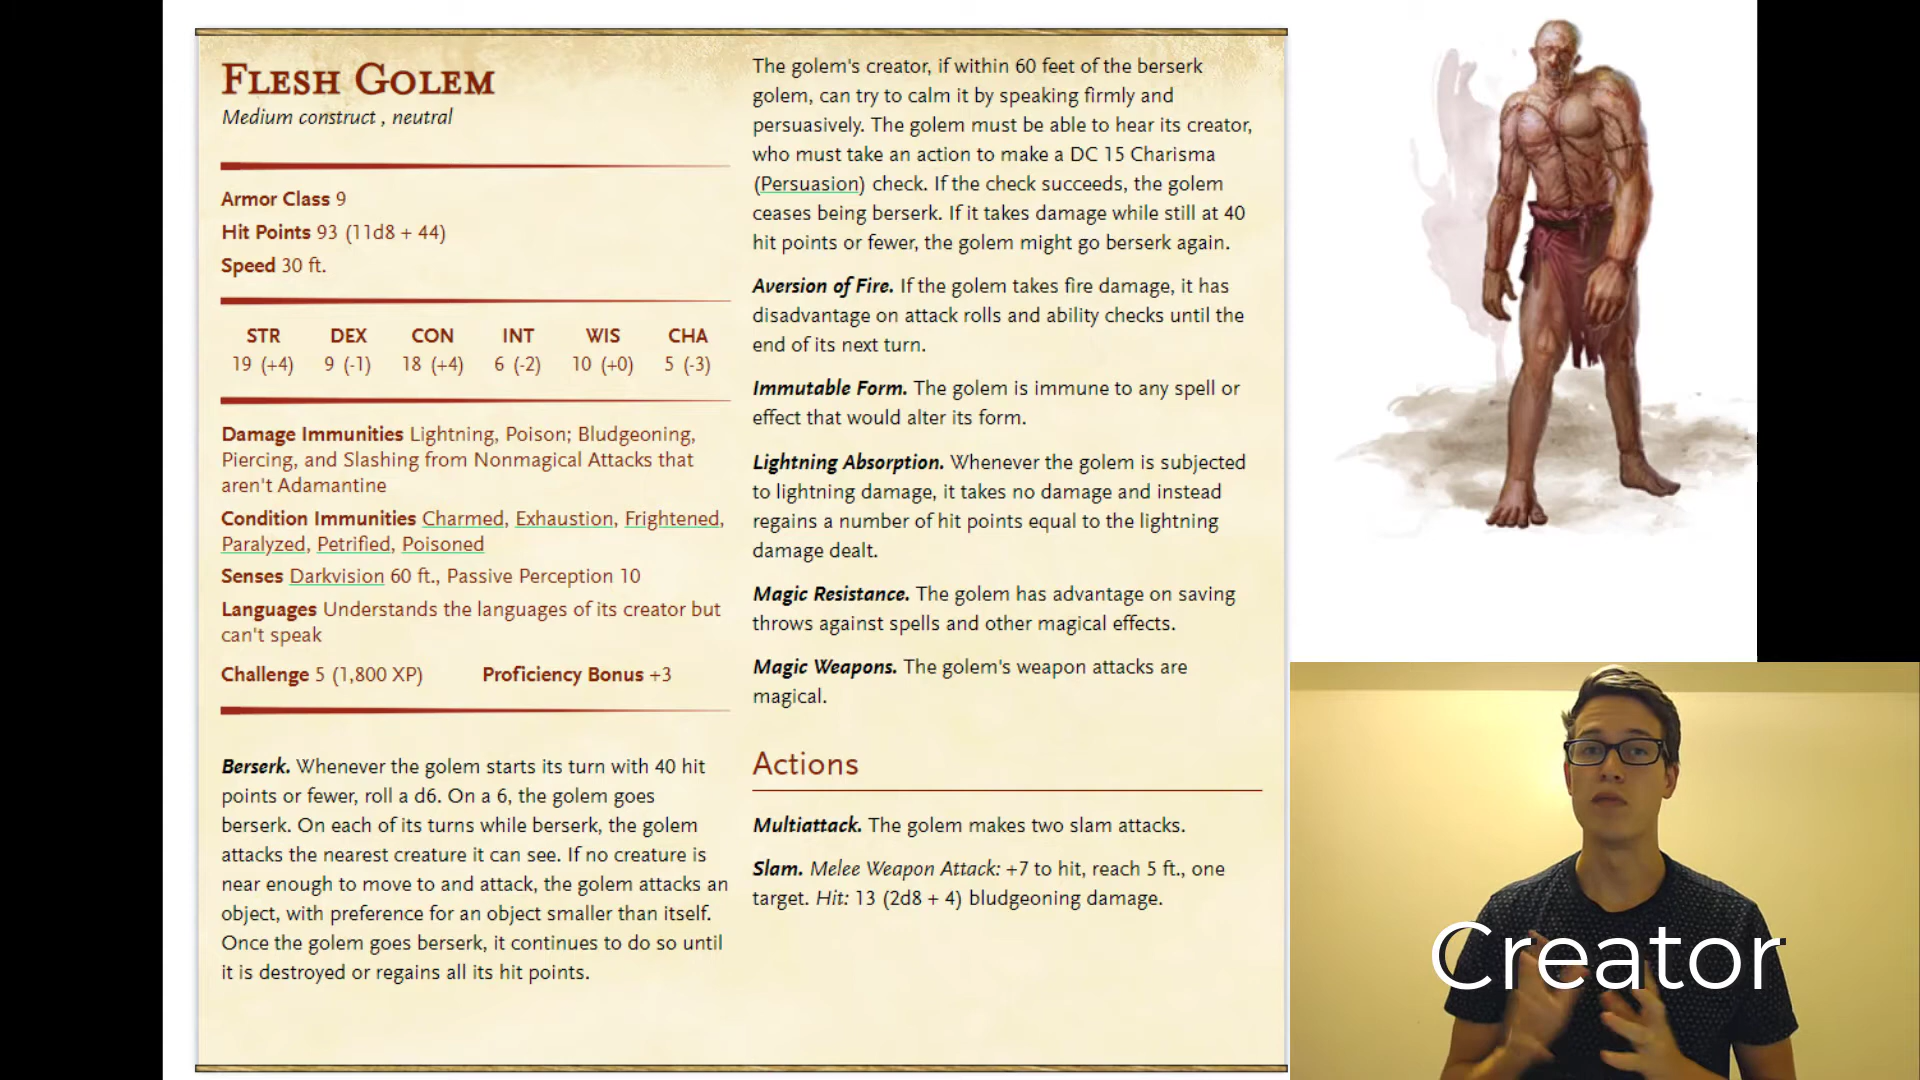 FLESH GOLEM
Medium construct , neutral
Armor Class 9
Hit Points 93 (11d8 + 44)
Speed 30 ft.
STR DEX CON INT WIS CHA
19 (+4) 9 (-1) 18 (+4) 6 (-2) 10 (+0) 5 (-3)
Damage Immunities Lightning, Poison; Bludgeoning,
Piercing, and Slashing from Nonmagical Attacks that
aren't Adamantine
Condition Immunities Charmed, Exhaustion, Frightened,
Paralyzed, Petrified, Poisoned
Senses Darkvision 60 ft., Passive Perception 10
Languages Understands the languages of its creator but
can't speak
Challenge 5 (1,800 XP) Proficiency Bonus +3
Berserk. Whenever the golem starts its turn with 40 hit
points or fewer, roll a d6. On a 6, the golem goes
berserk. On each of its turns while berserk, the golem
attacks the nearest creature it can see. If no creature is
near enough to move to and attack, the golem attacks an
object, with preference for an object smaller than itself.
Once the golem goes berserk, it continues to do so until
it is destroyed or regains all its hit points.
The golem's creator, if within 60 feet of the berserk
golem, can try to calm it by speaking firmly and
persuasively. The golem must be able to hear its creator,
who must take an action to make a DC 15 Charisma
(Persuasion) check. If the check succeeds, the golem
ceases being berserk. If it takes damage while still at 40
hit points or fewer, the golem might go berserk again.
Aversion of Fire. If the golem takes fire damage, it has
disadvantage on attack rolls and ability checks until the
end of its next turn.
Immutable Form. The golem is immune to any spell or
effect that would alter its form.
Lightning Absorption. Whenever the golem is subjected
to lightning damage, it takes no damage and instead
regains a number of hit points equal to the lightning
damage dealt.
Magic Resistance. The golem has advantage on saving
throws against spells and other magical effects.
Magic Weapons. The golem's weapon attacks are
magical.
Actions
Multiattack. The golem makes two slam attacks.
Slam. Melee Weapon Attack: +7 to hit, reach 5 ft., one
target. Hit: 13 (2d8 + 4) bludgeoning damage.
Creator